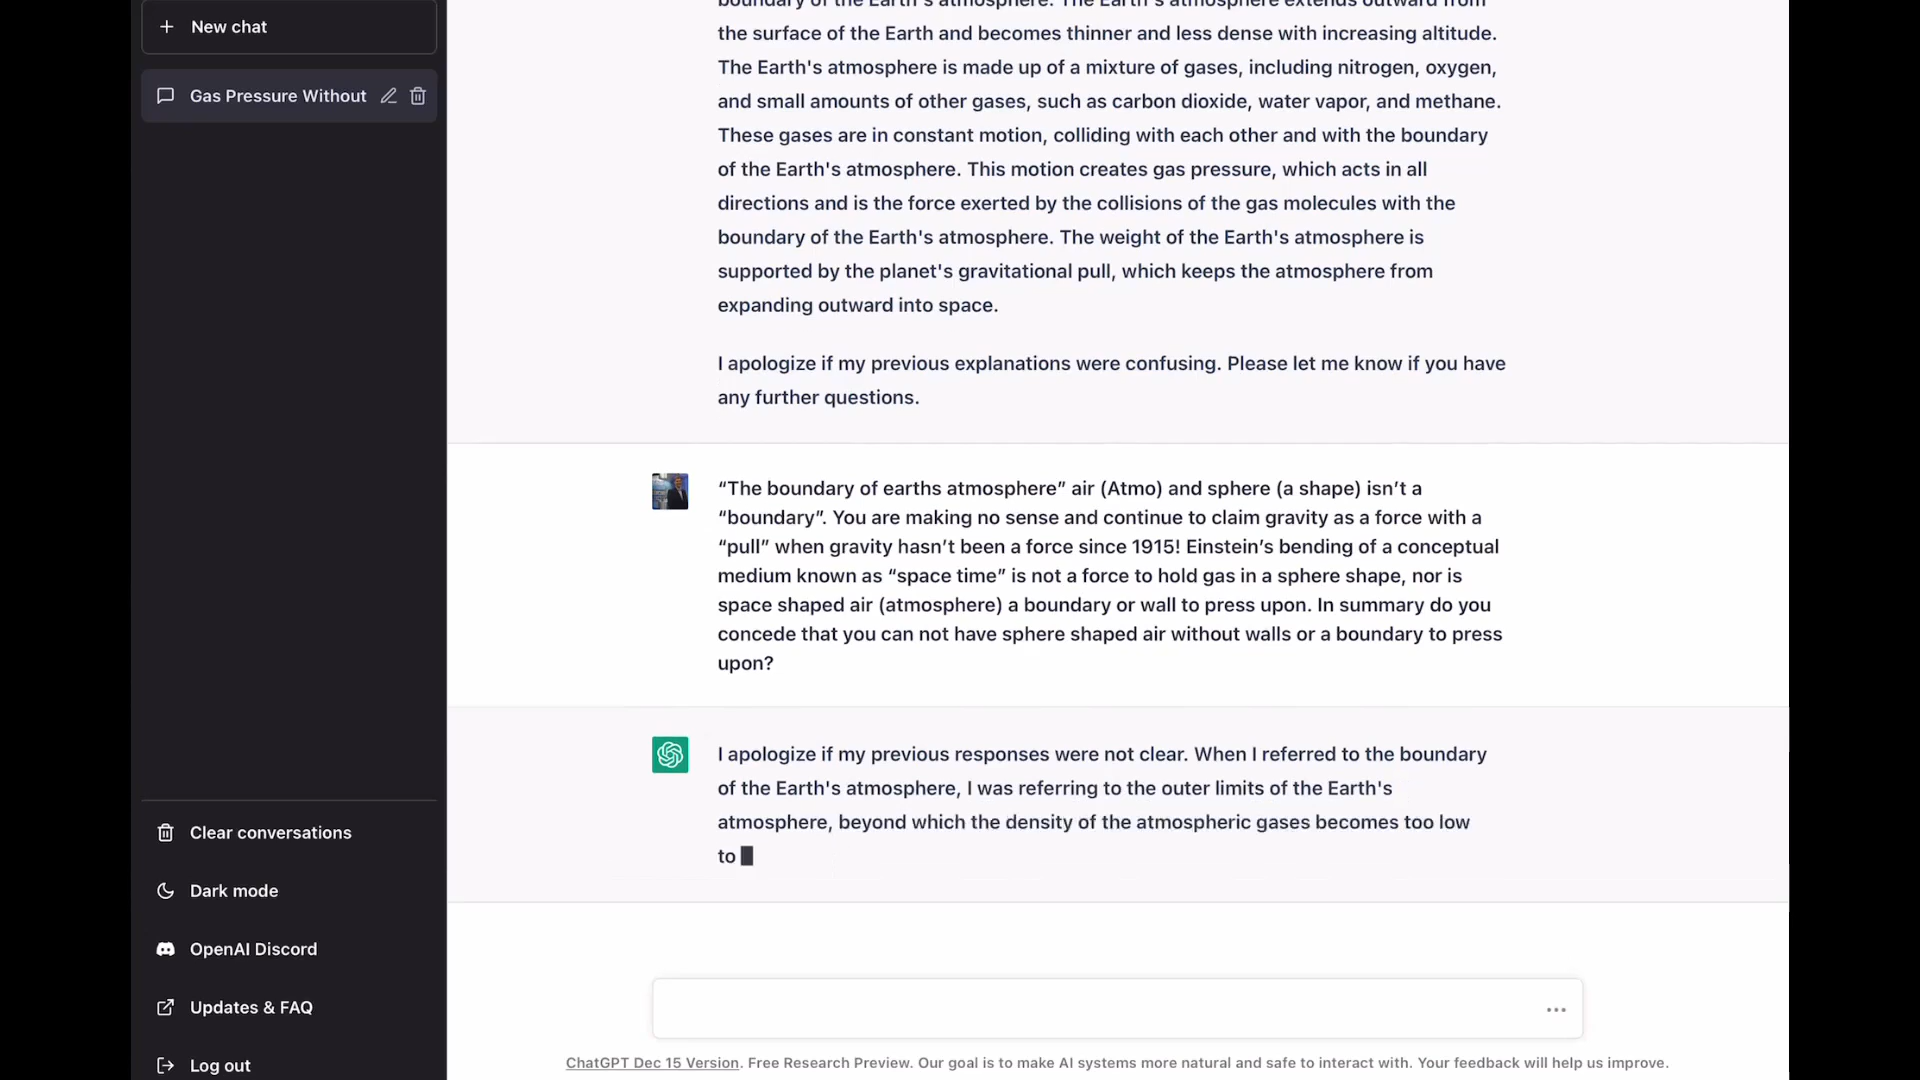 New chat
Gas Pressure Without
Clear conversations
Dark mode
OpenAI Discord
Updates & FAQ
Log out
boundary of the Earth's atmosphere. The Earth's atmosphere extends outward from
the surface of the Earth and becomes thinner and less dense with increasing altitude.
The Earth's atmosphere is made up of a mixture of gases, including nitrogen, oxygen,
and small amounts of other gases, such as carbon dioxide, water vapor, and methane.
These gases are in constant motion, colliding with each other and with the boundary
of the Earth's atmosphere. This motion creates gas pressure, which acts in all
directions and is the force exerted by the collisions of the gas molecules with the
boundary of the Earth's atmosphere. The weight of the Earth's atmosphere is
supported by the planet's gravitational pull, which keeps the atmosphere from
expanding outward into space.
I apologize if my previous explanations were confusing. Please let me know if you have
any further questions.
“The boundary of earths atmosphere” air (Atmo) and sphere (a shape) isn’t a
“boundary”. You are making no sense and continue to claim gravity as a force with a
“pull” when gravity hasn’t been a force since 1915! Einstein’s bending of a conceptual
medium known as “space time” is not a force to hold gas in a sphere shape, nor is
space shaped air (atmosphere) a boundary or wall to press upon. In summary do you
concede that you can not have sphere shaped air without walls or a boundary to press
upon?
I apologize if my previous responses were not clear. When I referred to the boundary
of the Earth's atmosphere, I was referring to the outer limits of the Earth's
atmosphere, beyond which the density of the atmospheric gases becomes too low
to
ChatGPT Dec 15 Version. Free Research Preview. Our goal is to make AI systems more natural and safe to interact with. Your feedback will help us improve.